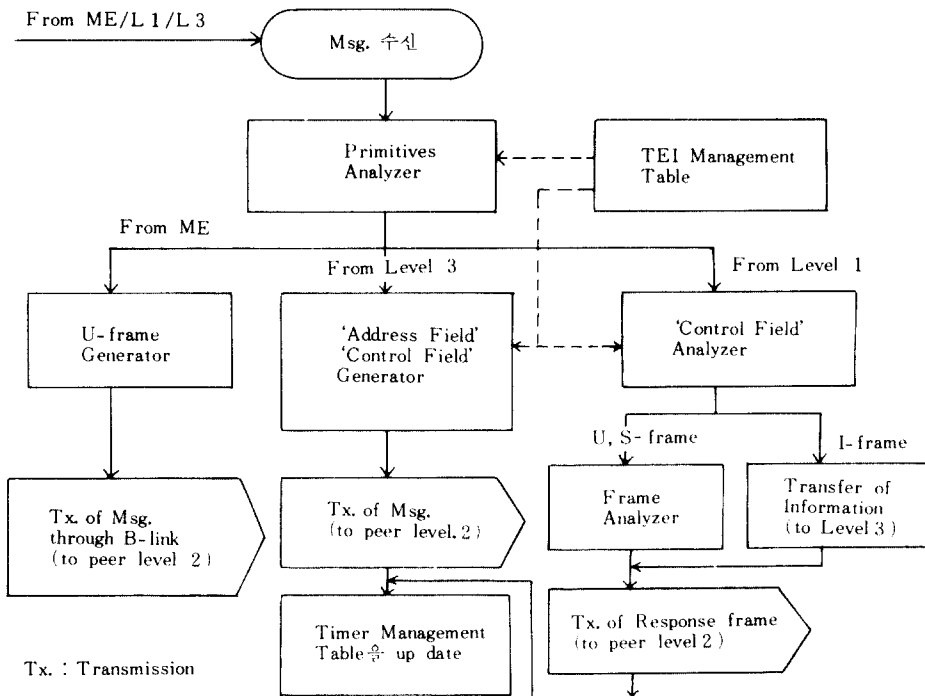 From ME/L1/L3
Msg. 수신
Primitives
Analyzer
TEI Management
Table
From ME
From Level 3
From Level 1
U-frame
Generator
'Address Field'
'Control Field'
Generator
'Control Field'
Analyzer
U, S-frame
I-frame
Tx. of Msg.
through B-link
(to peer level 2)
Tx. of Msg.
(to peer level.2)
Frame
Analyzer
Transfer of
Information
(to Level 3)
Timer Management
Table을 up date
Tx. of Response frame
(to peer level 2)
Tx. : Transmission